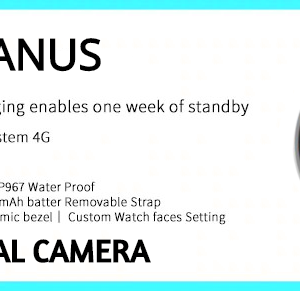 ANUS
ging enables one week of standby
stem 4G
P967 Water Proof
mAh batter Removable Strap
mic bezel | Custom Watch faces Setting
AL CAMERA